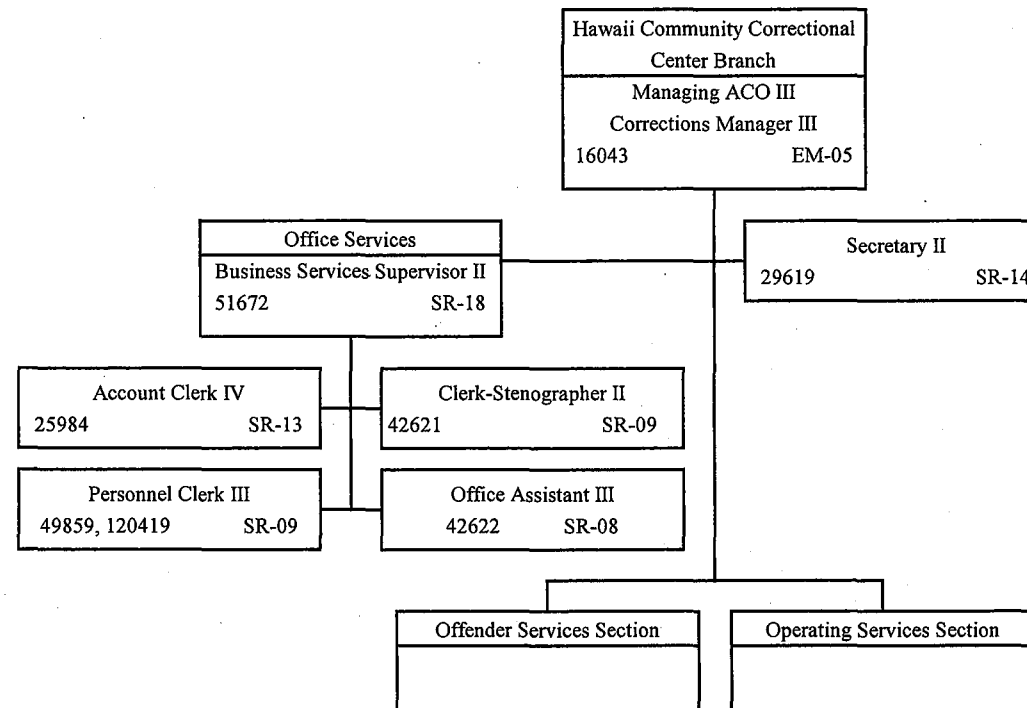 Hawaii Community Correctional
Center Branch
Managing ACO III
Corrections Manager III
16043 EM-05
Office Services
Business Services Supervisor II
51672 SR-18
Secretary II
29619 SR-14
Account Clerk IV
25984 SR-13
Clerk-Stenographer II
42621 SR-09
Personnel Clerk III
49859, 120419 SR-09
Office Assistant III
42622 SR-08
Offender Services Section
Operating Services Section